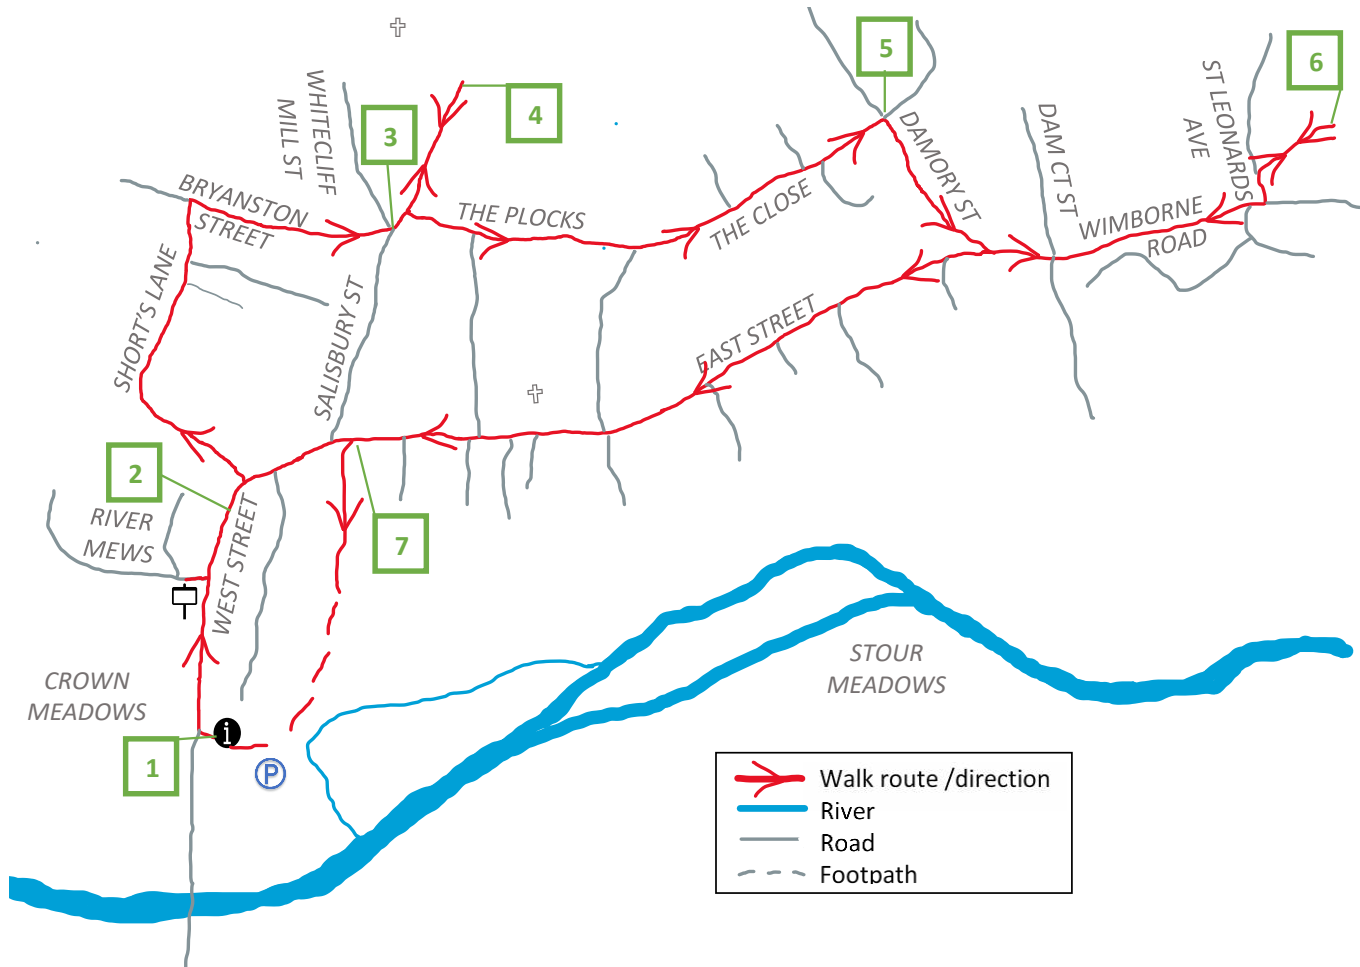 5
6
4
3
WHITECLIFF
MILL ST
ST LEONARDS
AVE
DAMORY ST
DAM CT ST
BRYANSTON
STREET
THE PLOCKS
THE CLOSE
WIMBORNE
ROAD
SHORT'S LANE
SALISBURY ST
EAST STREET
2
RIVER
MEWS
WEST STREET
7
CROWN
MEADOWS
STOUR
MEADOWS
i
1
P
Walk route /direction
River
Road
Footpath